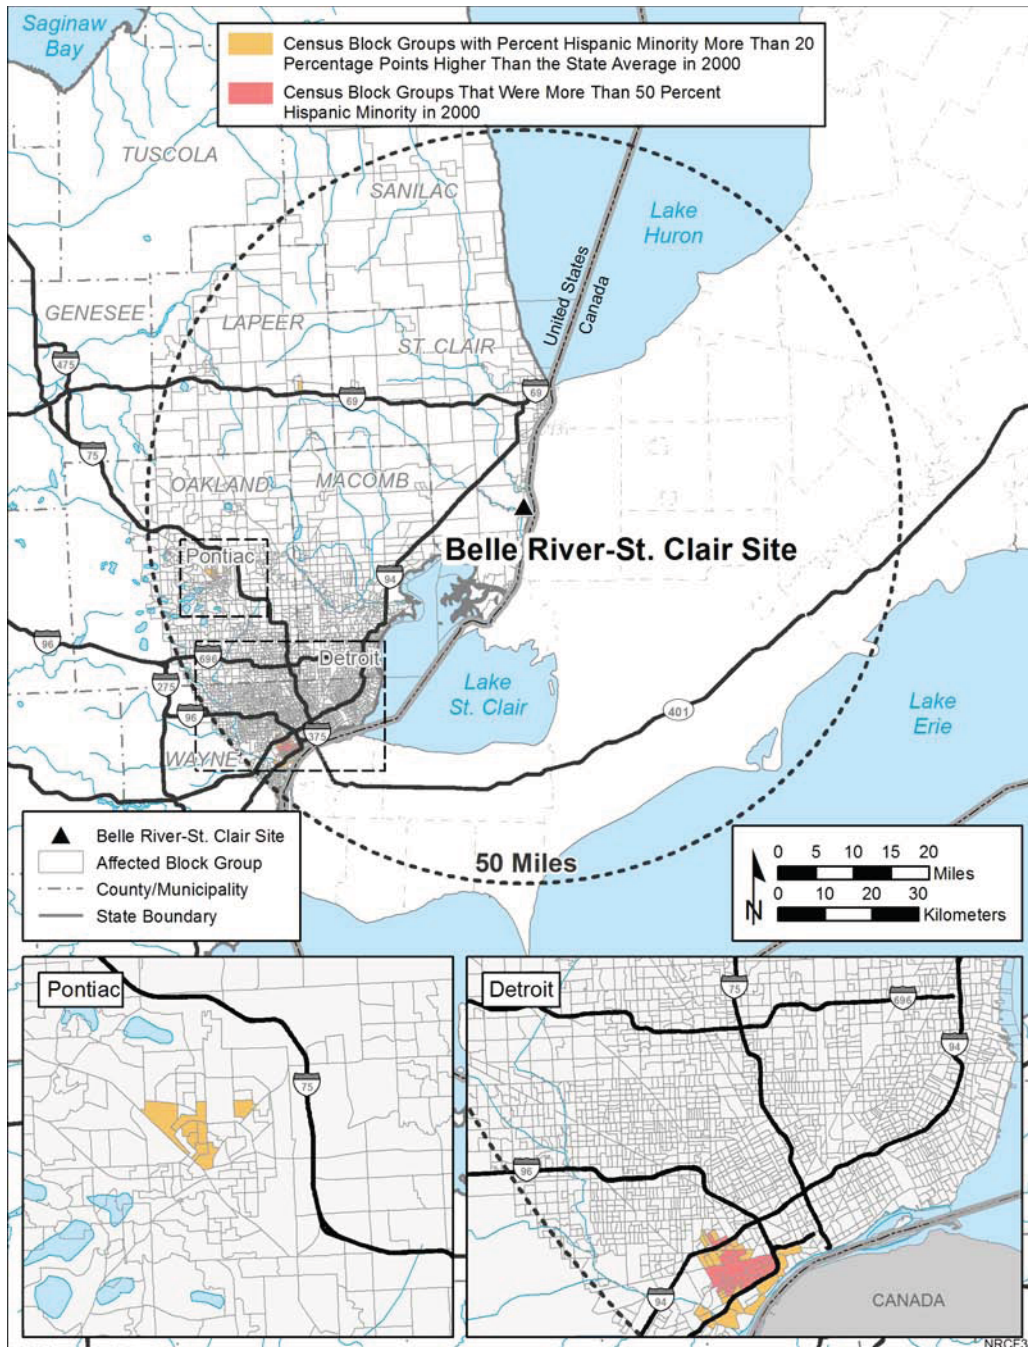 Saginaw
Bay
Census Block Groups with Percent Hispanic Minority More Than 20
Percentage Points Higher Than the State Average in 2000
Census Block Groups That Were More Than 50 Percent
Hispanic Minority in 2000
TUSCOLA
SANILAC
Lake
Huron
United States
Canada
GENESEE
LAPEER
ST. CLAIR
475
69
69
75
OAKLAND
MACOMB
Belle River-St. Clair Site
Pontiac
94
96
696
Detroit
275
Lake
St. Clair
96
401
Lake
Erie
375
WAYNE
50 Miles
Belle River-St. Clair Site
Affected Block Group
County/Municipality
State Boundary
0 5 10 15 20
Miles
0 10 20 30
Kilometers
N
Pontiac
75
Detroit
75
696
94
96
94
CANADA
NRCF3